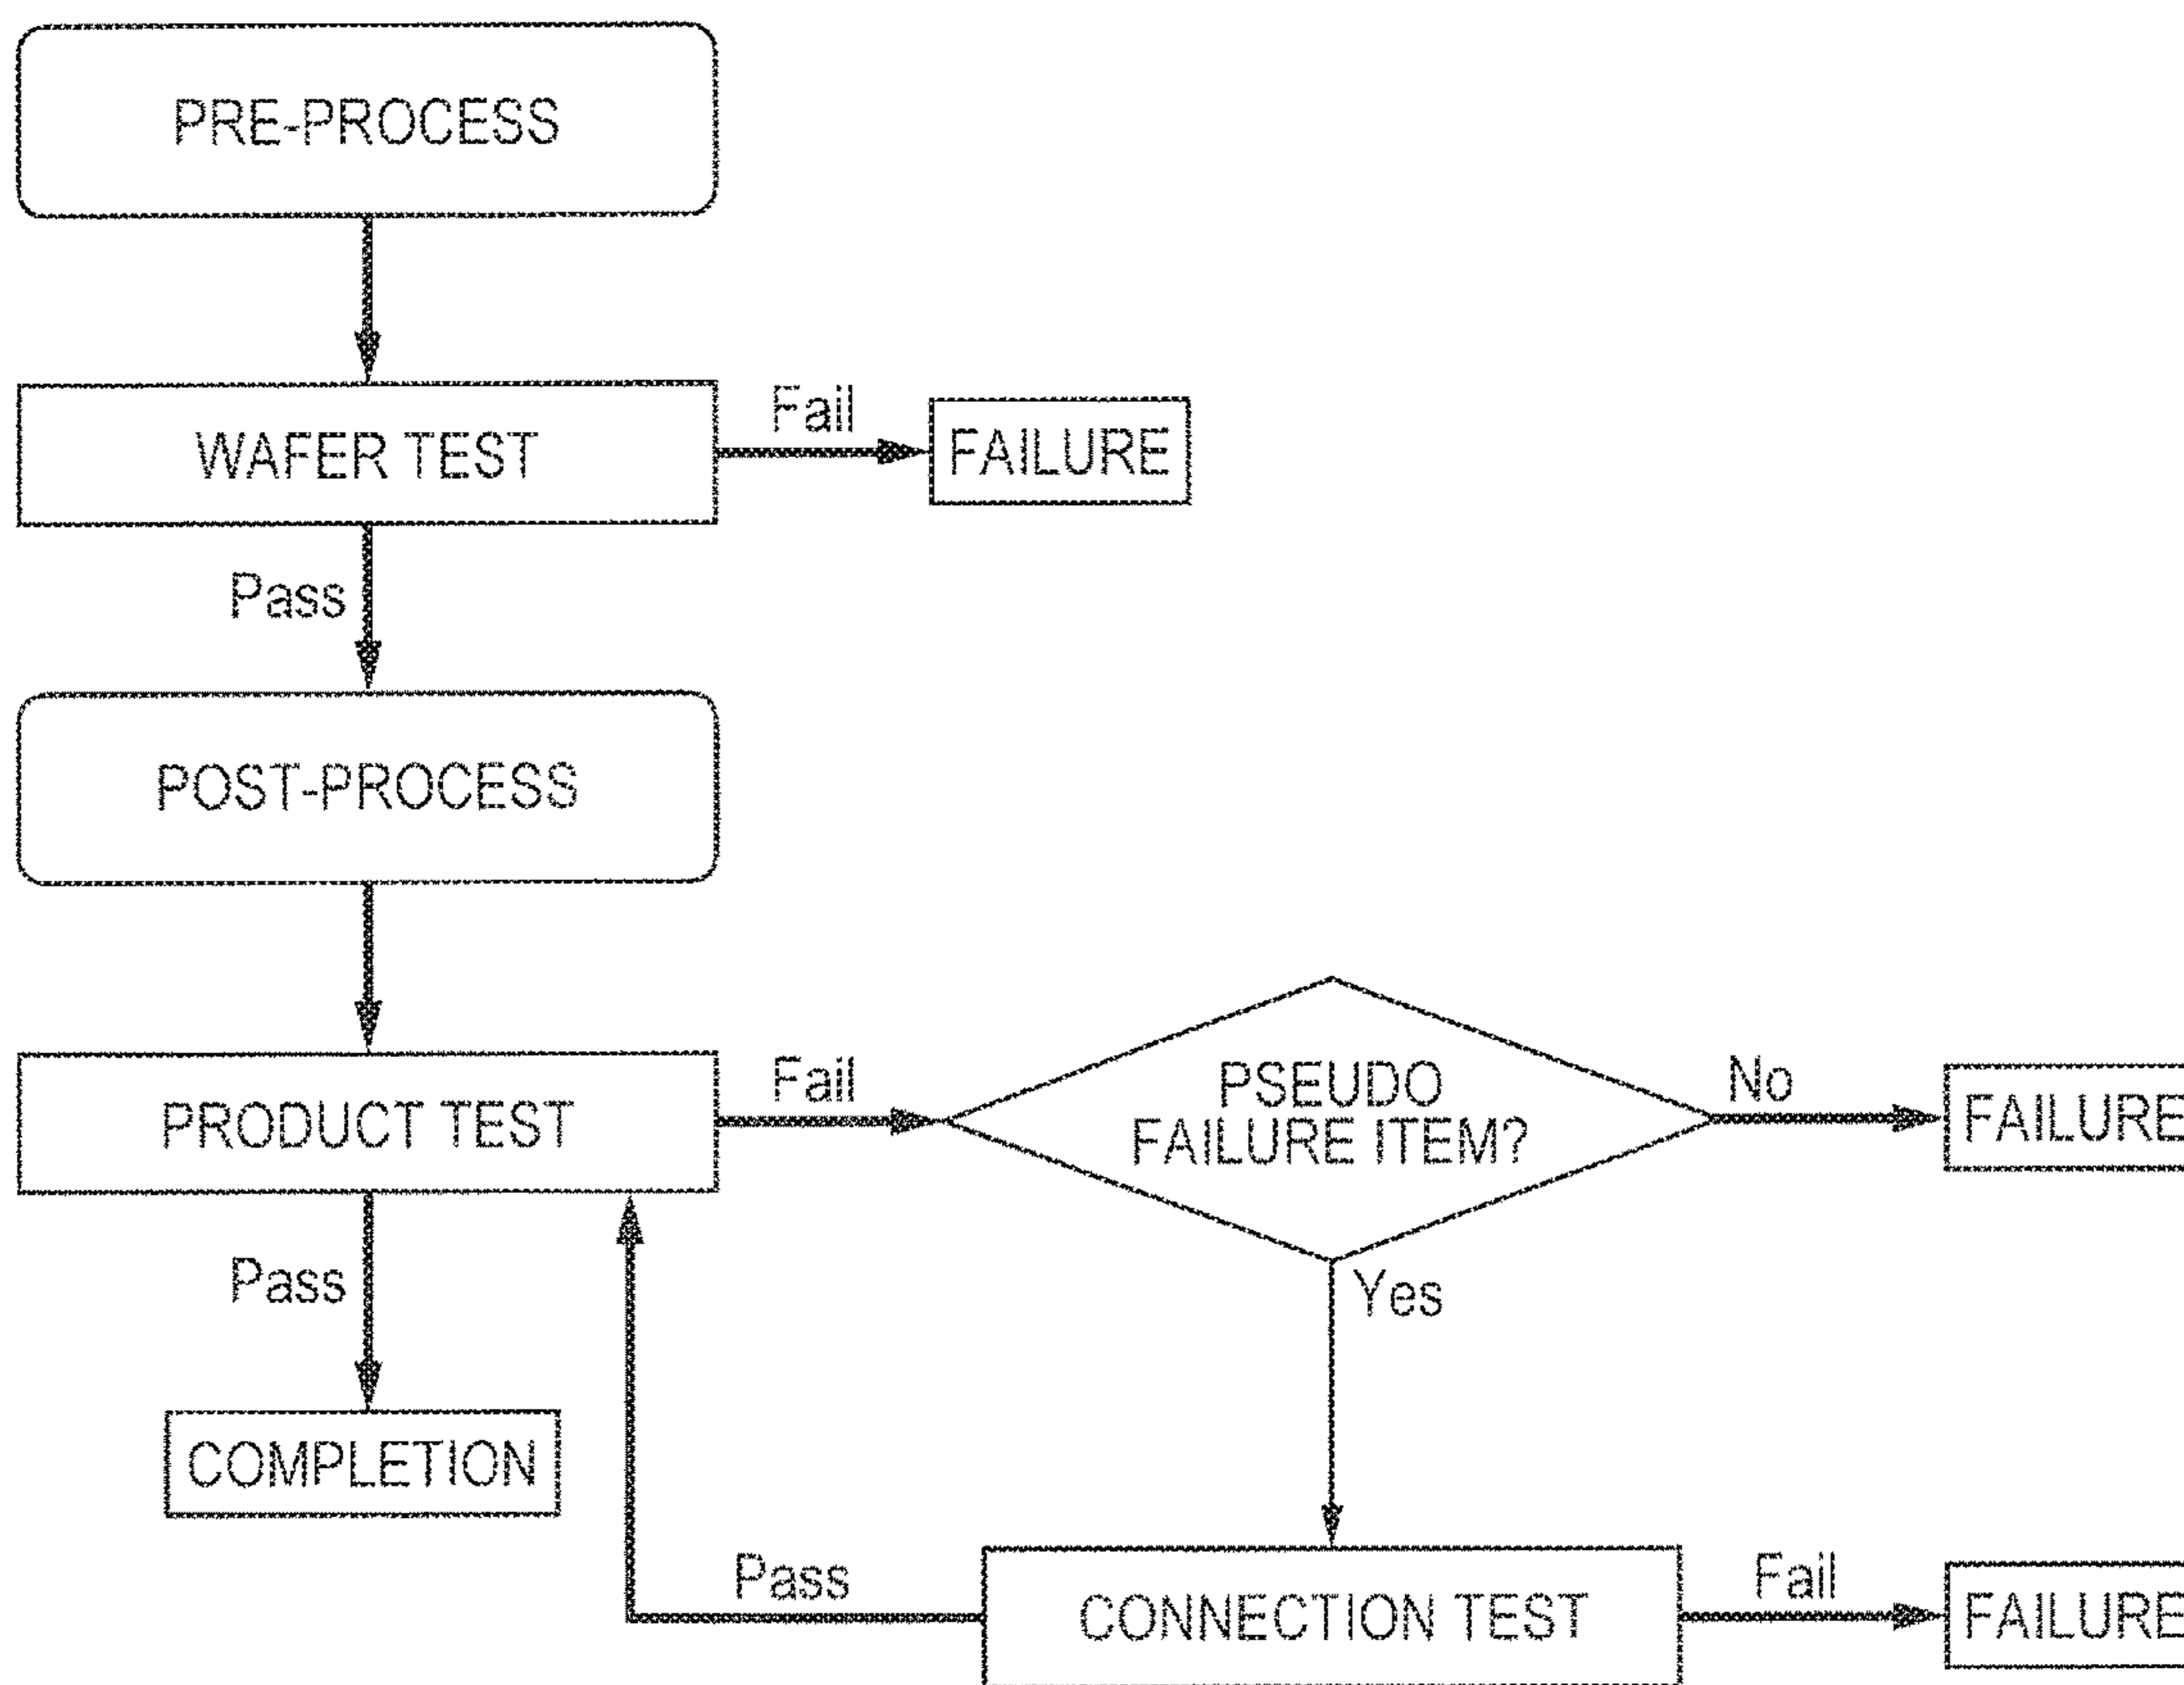 PRE-PROCESS
WAFER TEST
Fail
FAILURE
Pass
POST-PROCESS
PRODUCT TEST
Fail
PSEUDO
FAILURE ITEM?
No
FAILURE
Pass
Yes
COMPLETION
Pass
CONNECTION TEST
Fail
FAILURE